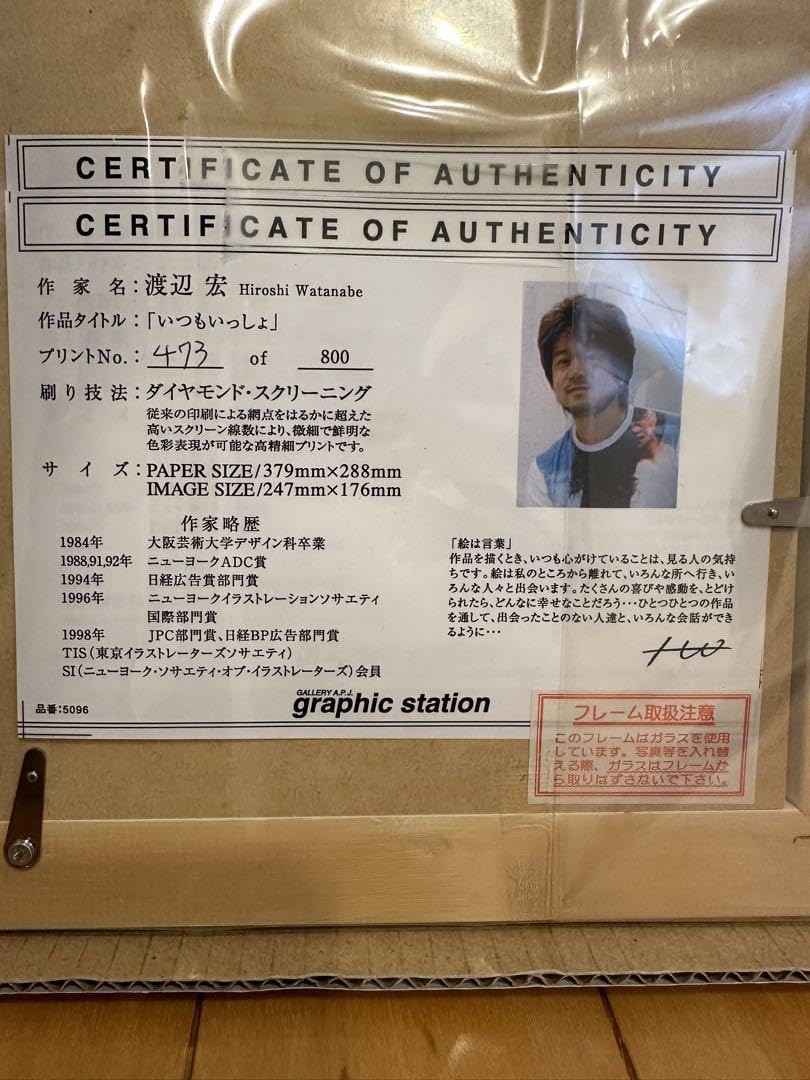 CERTIFICATE OF AUTHENTICITY
CERTIFICATE OF AUTHENTICITY
作家名：渡辺 宏 Hiroshi Watanabe
作品タイトル：「いつもいっしょ」
プリントNo.：473 of 800
刷り技法：ダイヤモンド・スクリーニング
従来の印刷による網点をはるかに超えた
高いスクリーン線数により、微細で鮮明な
色彩表現が可能な高精細プリントです。
サイズ：PAPER SIZE/379mm×288mm
IMAGE SIZE/247mm×176mm
作家略歴
1984年 大阪芸術大学デザイン科卒業
1988,91,92年 ニューヨークADC賞
1994年 日経広告賞部門賞
1996年 ニューヨークイラストレーションソサエティ
国際部門賞
1998年 JPC部門賞、日経BP広告部門賞
TIS（東京イラストレーターズソサエティ）
SI（ニューヨーク・ソサエティ・オブ・イラストレーターズ）会員
「絵は言葉」
作品を描くとき、いつも心がけていることは、見る人の気持
ちです。絵は私のところから離れて、いろんな所へ行き、い
ろんな人々と出会います。たくさんの喜びや感動を、とどけ
られたら、どんなに幸せなことだろう・・・ひとつひとつの作品
を通して、出会ったことのない人達と、いろんな会話ができ
るように・・・
品番：5096
GALLERY A.P.J.
graphic station
フレーム取扱注意
このフレームはガラスを使用
しています。写真等を入れ替
える際、ガラスはフレームか
ら取りはずさないで下さい。